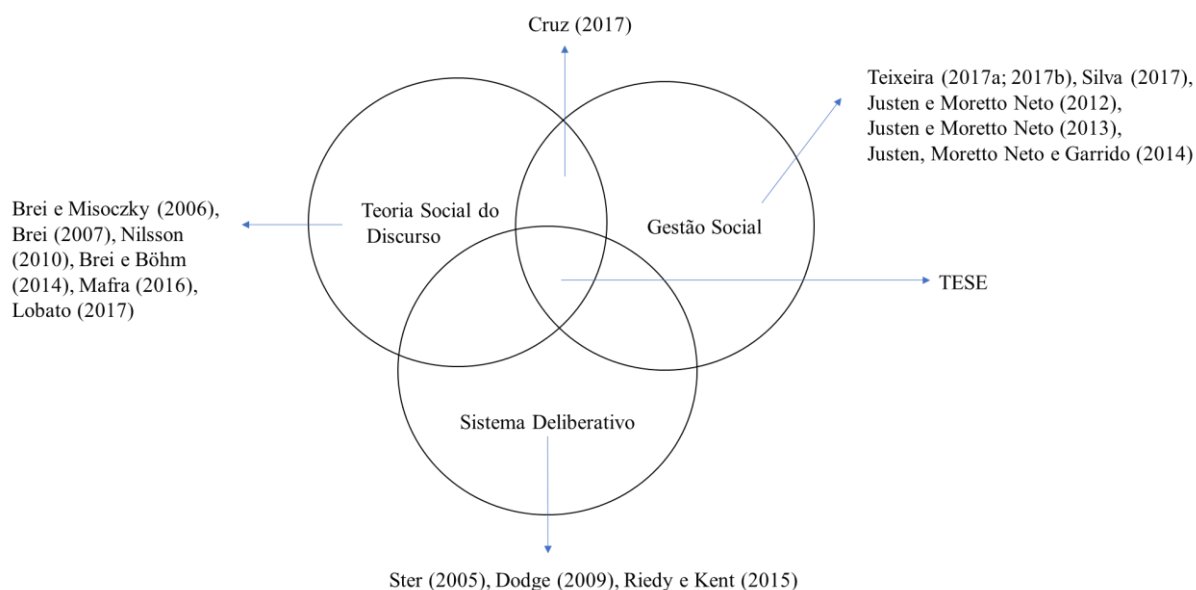 Cruz (2017)
Teixeira (2017a; 2017b), Silva (2017),
Justen e Moretto Neto (2012),
Justen e Moretto Neto (2013),
Justen, Moretto Neto e Garrido (2014)
Brei e Misoczky (2006),
Brei (2007), Nilsson
(2010), Brei e Böhm
(2014), Mafra (2016),
Lobato (2017)
Teoria Social do
Discurso
Gestão Social
TESE
Sistema Deliberativo
Ster (2005), Dodge (2009), Riedy e Kent (2015)